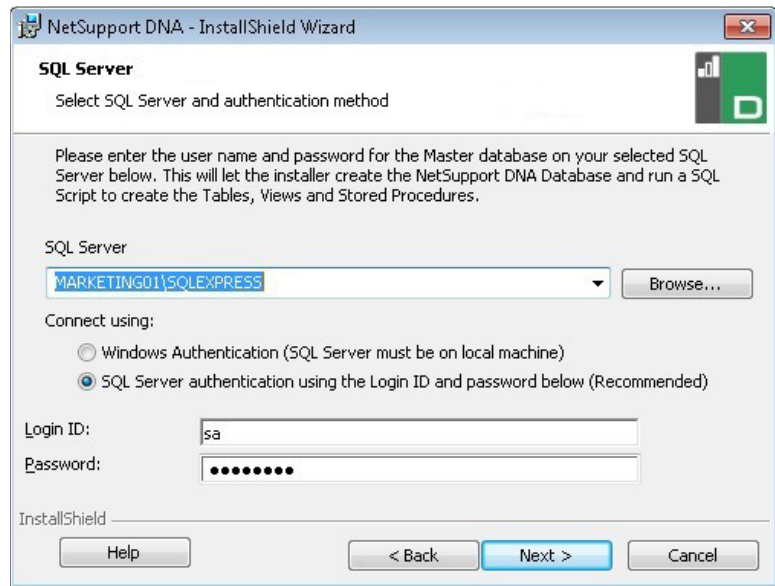 NetSupport DNA - InstallShield Wizard
SQL Server
Select SQL Server and authentication method
D
Please enter the user name and password for the Master database on your selected SQL
Server below. This will let the installer create the NetSupport DNA Database and run a SQL
Script to create the Tables, Views and Stored Procedures.
SQL Server
MARKETING01\SQLEXPRESS
Browse...
Connect using:
Windows Authentication (SQL Server must be on local machine)
SQL Server authentication using the Login ID and password below (Recommended)
Login ID:
sa
Password:
●●●●●●●●
InstallShield
Help
< Back
Next >
Cancel